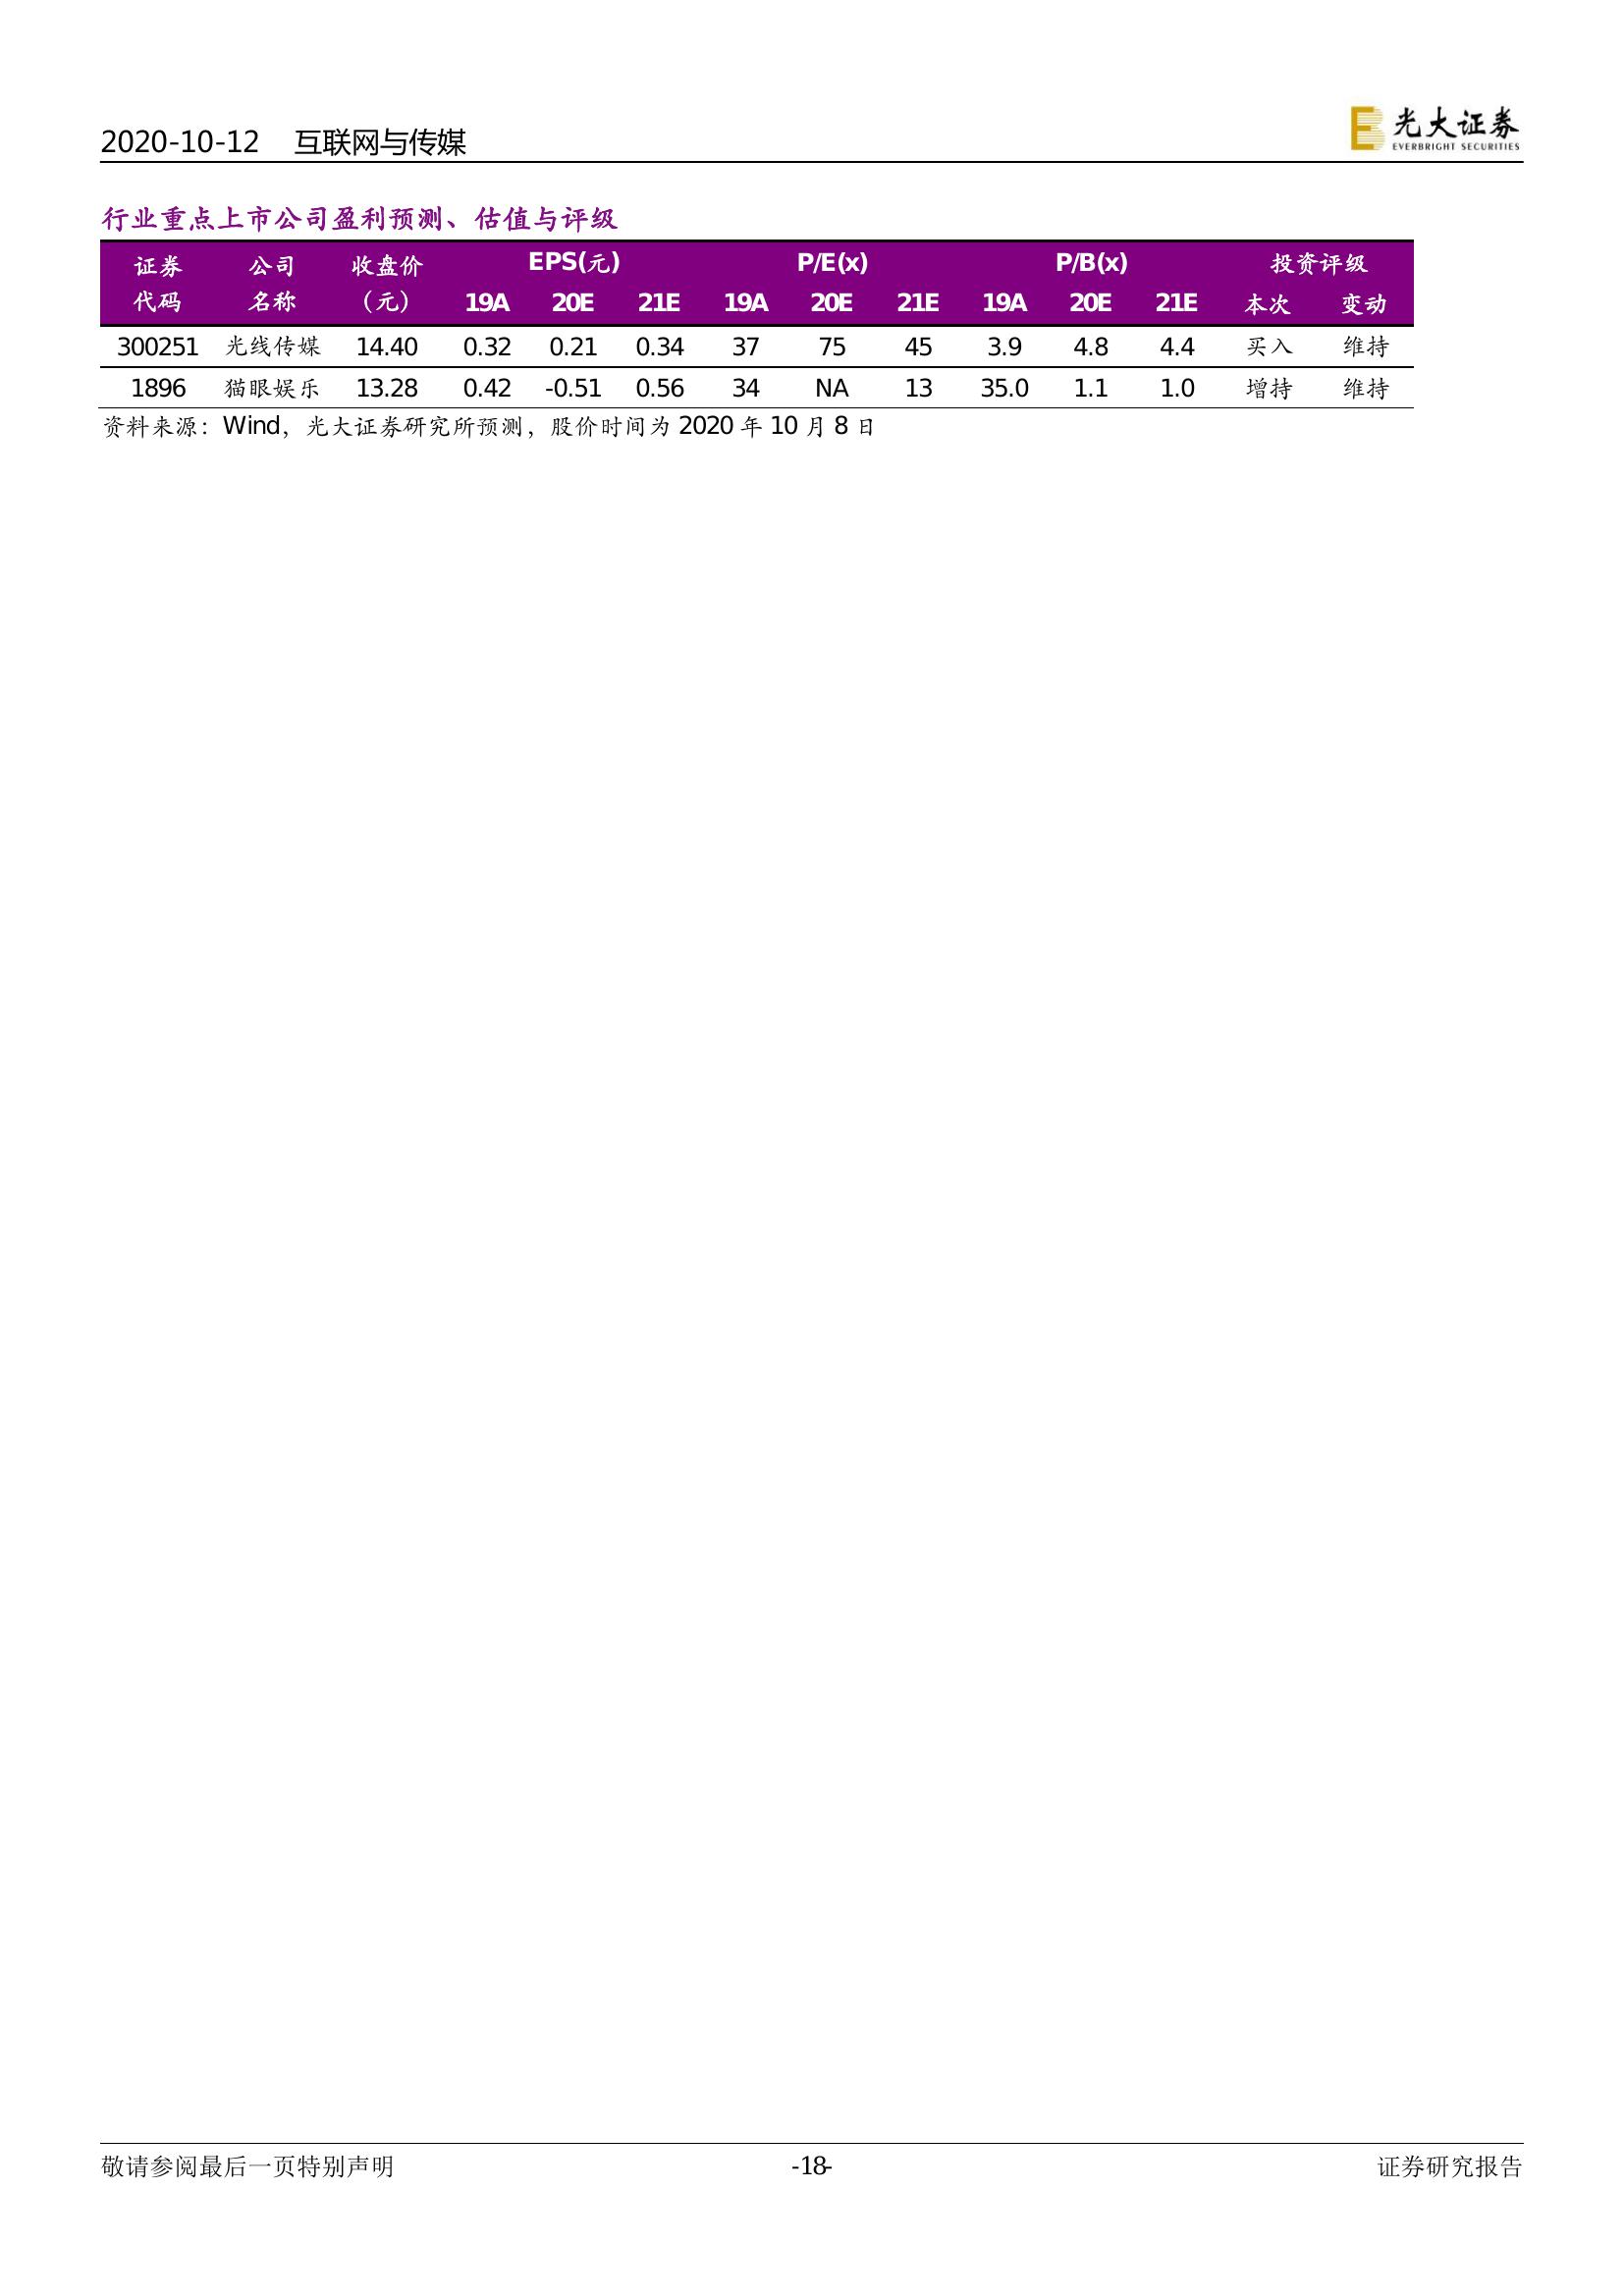 2020-10-12 互联网与传媒
光大证券
EVERBRIGHT SECURITIES
行业重点上市公司盈利预测、估值与评级
证券 公司 收盘价 EPS(元) P/E(x) P/B(x) 投资评级
代码 名称 （元） 19A 20E 21E 19A 20E 21E 19A 20E 21E 本次 变动
300251 光线传媒 14.40 0.32 0.21 0.34 37 75 45 3.9 4.8 4.4 买入 维持
1896 猫眼娱乐 13.28 0.42 -0.51 0.56 34 NA 13 35.0 1.1 1.0 增持 维持
资料来源：Wind，光大证券研究所预测，股价时间为 2020 年 10 月 8 日
敬请参阅最后一页特别声明 -18- 证券研究报告